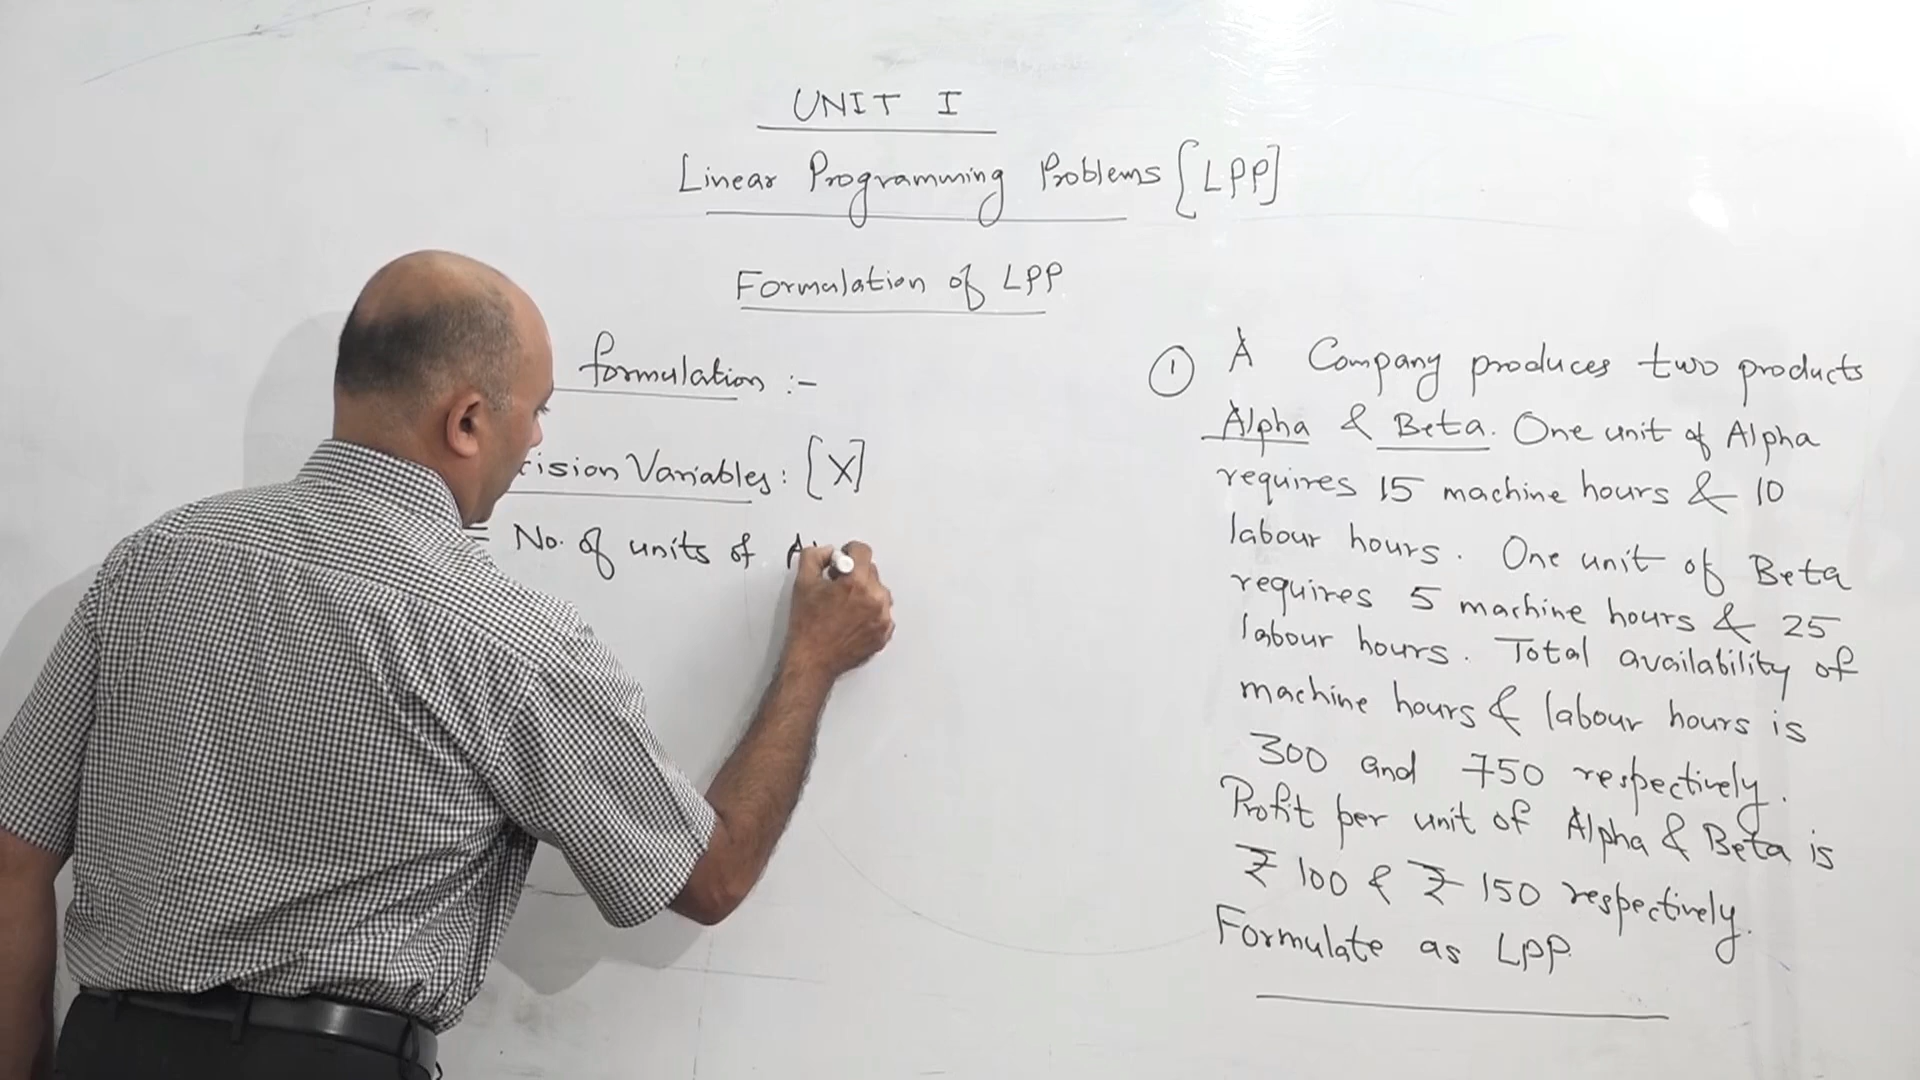 UNIT I
Linear Programming Problems [LPP]
Formulation of LPP
formulation :-
cision Variables : [X]
= No. of units of
① A Company produces two products
Alpha & Beta. One unit of Alpha
requires 15 machine hours & 10
labour hours. One unit of Beta
requires 5 machine hours & 25
labour hours. Total availability of
machine hours & labour hours is
300 and 750 respectively.
Profit per unit of Alpha & Beta is
₹ 100 & ₹ 150 respectively.
Formulate as LPP.